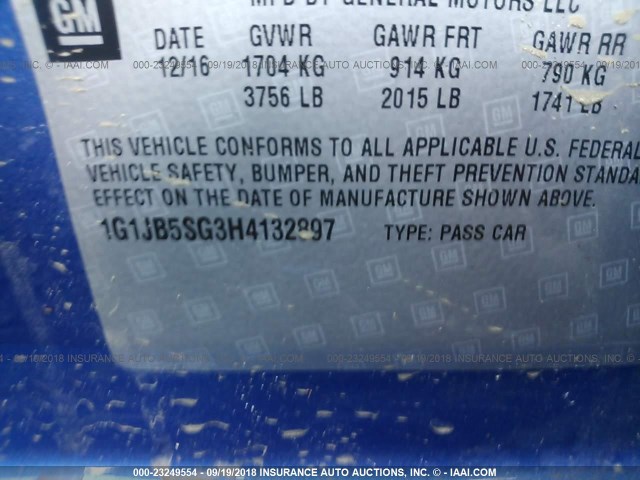 MFD BY GENERAL MOTORS LLC
GM
DATE GVWR GAWR FRT GAWR RR
12/16 1704 KG 914 KG 790 KG
3756 LB 2015 LB 1741 LB
THIS VEHICLE CONFORMS TO ALL APPLICABLE U.S. FEDERAL
VEHICLE SAFETY, BUMPER, AND THEFT PREVENTION STANDA
EFFECT ON THE DATE OF MANUFACTURE SHOWN ABOVE.
1G1JB5SG3H4132897 TYPE: PASS CAR
000-23249554 - 09/19/2018 INSURANCE AUTO AUCTIONS, INC. - IAAI.COM